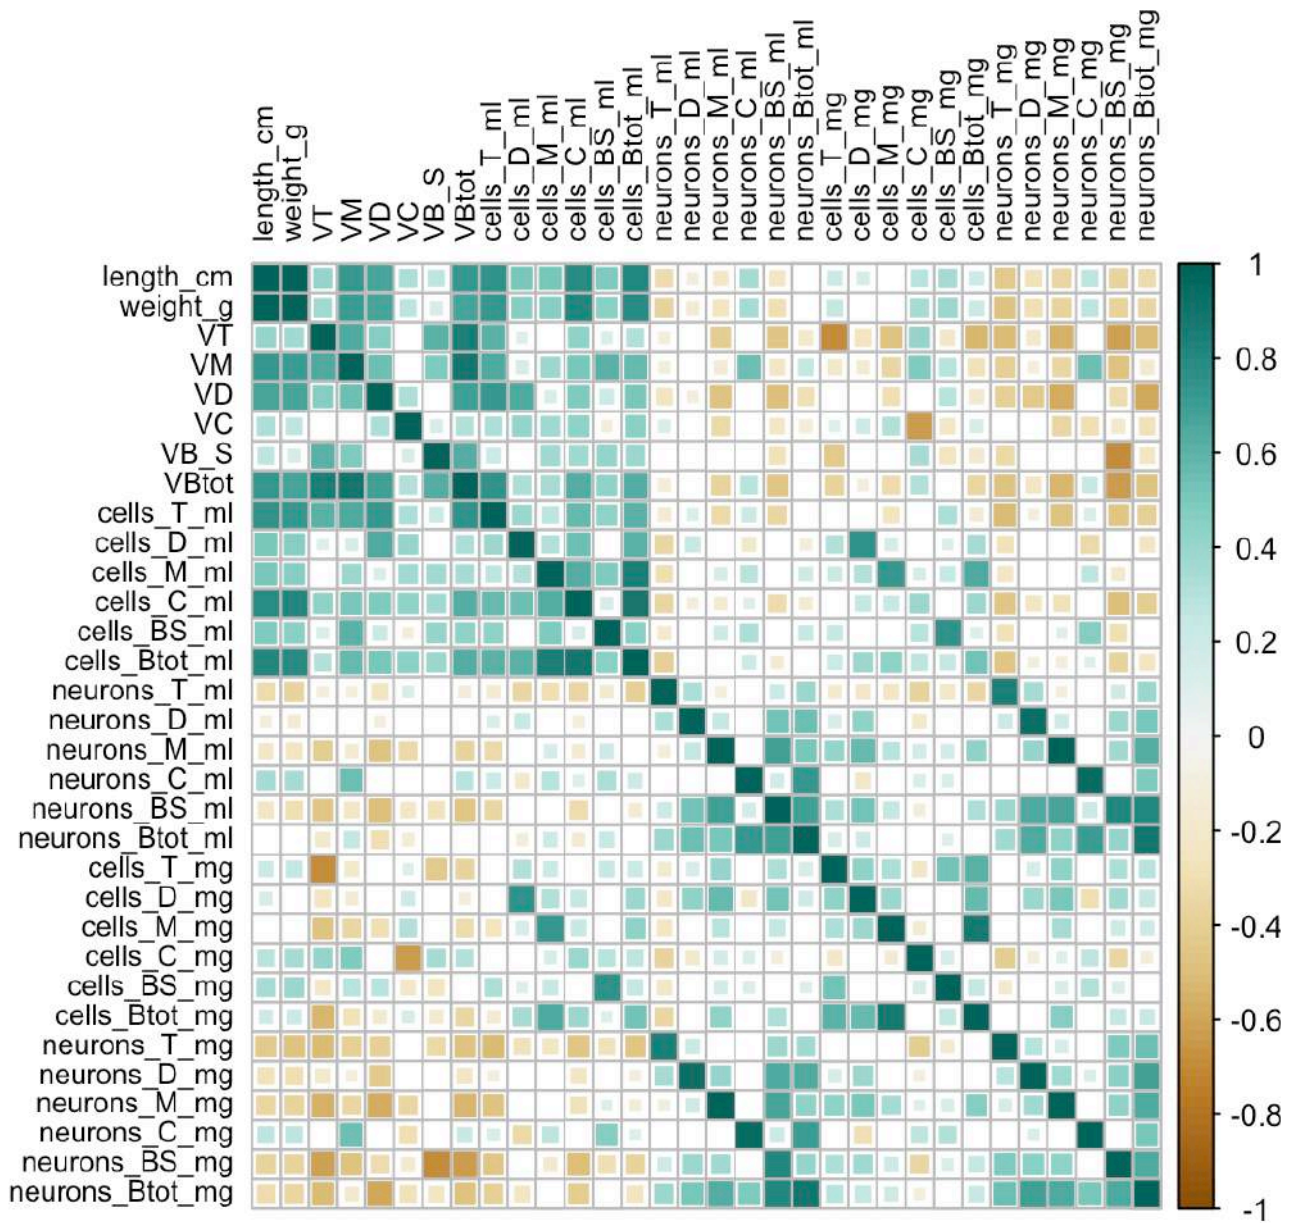 length_cm
weight_g
VT
VM
VD
VC
VB_S
VBtot
cells_T_ml
cells_D_ml
cells_M_ml
cells_C_ml
cells_BS_ml
cells_Btot_ml
neurons_T_ml
neurons_D_ml
neurons_M_ml
neurons_C_ml
neurons_BS_ml
neurons_Btot_ml
cells_T_mg
cells_D_mg
cells_M_mg
cells_C_mg
cells_BS_mg
cells_Btot_mg
neurons_T_mg
neurons_D_mg
neurons_M_mg
neurons_C_mg
neurons_BS_mg
neurons_Btot_mg
length_cm
weight_g
VT
VM
VD
VC
VB_S
VBtot
cells_T_ml
cells_D_ml
cells_M_ml
cells_C_ml
cells_BS_ml
cells_Btot_ml
neurons_T_ml
neurons_D_ml
neurons_M_ml
neurons_C_ml
neurons_BS_ml
neurons_Btot_ml
cells_T_mg
cells_D_mg
cells_M_mg
cells_C_mg
cells_BS_mg
cells_Btot_mg
neurons_T_mg
neurons_D_mg
neurons_M_mg
neurons_C_mg
neurons_BS_mg
neurons_Btot_mg
1
0.8
0.6
0.4
0.2
0
-0.2
-0.4
-0.6
-0.8
-1